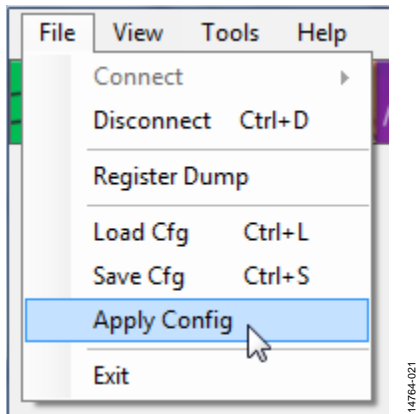 File View Tools Help
Connect
Disconnect Ctrl+D
Register Dump
Load Cfg Ctrl+L
Save Cfg Ctrl+S
Apply Config
Exit
14764-021